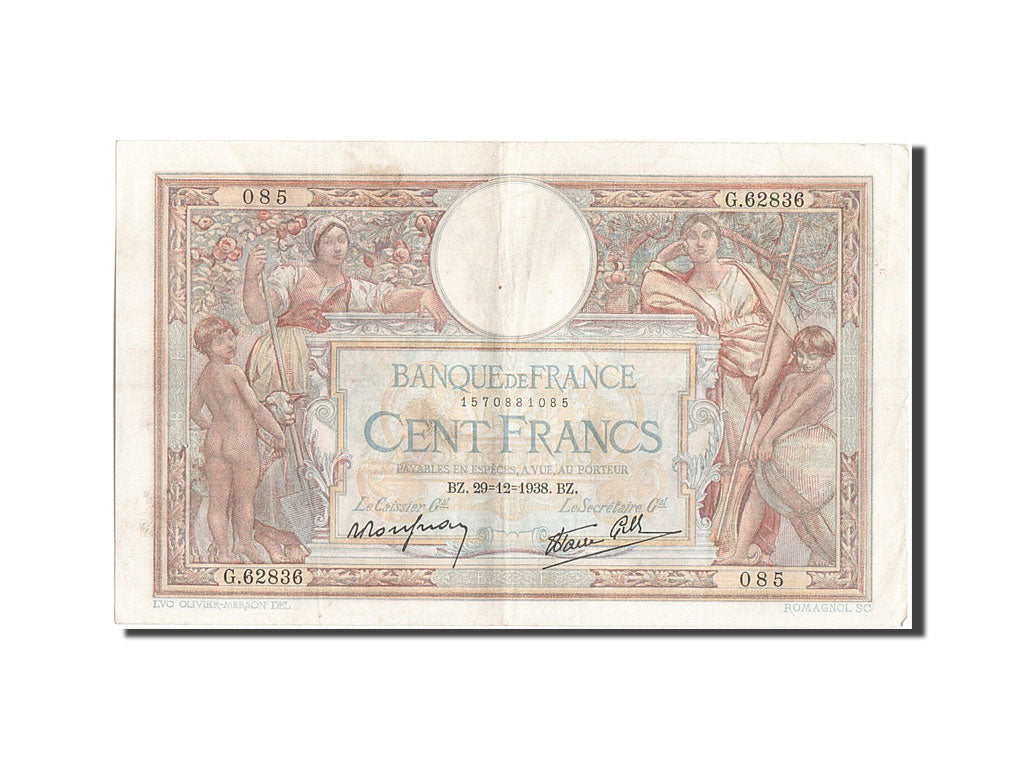 085
G.62836
BANQUE DE FRANCE
1570881085
CENT FRANCS
PAYABLES EN ESPÈCES, A VUE, AU PORTEUR
BZ. 29=12=1938. BZ.
Le Caissier Gal
Le Secrétaire Gal
G.62836
085
LVC OLIVIER-MERSON DEL
ROMAGNOL SC